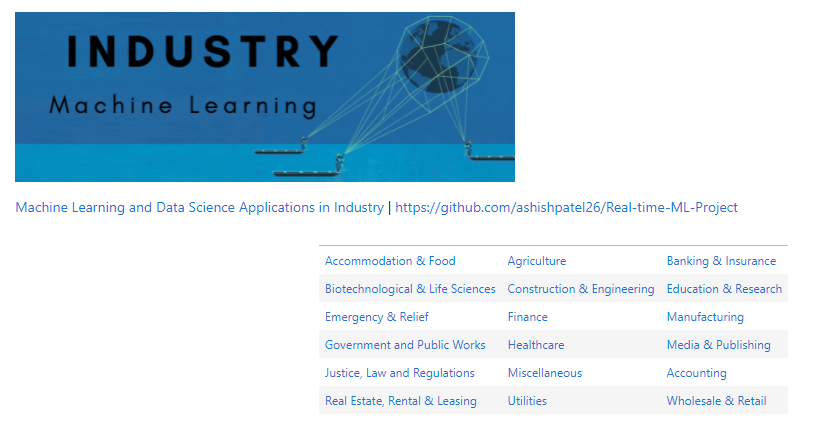 INDUSTRY
Machine Learning
Machine Learning and Data Science Applications in Industry | https://github.com/ashishpatel26/Real-time-ML-Project
Accommodation & Food Agriculture Banking & Insurance
Biotechnological & Life Sciences Construction & Engineering Education & Research
Emergency & Relief Finance Manufacturing
Government and Public Works Healthcare Media & Publishing
Justice, Law and Regulations Miscellaneous Accounting
Real Estate, Rental & Leasing Utilities Wholesale & Retail